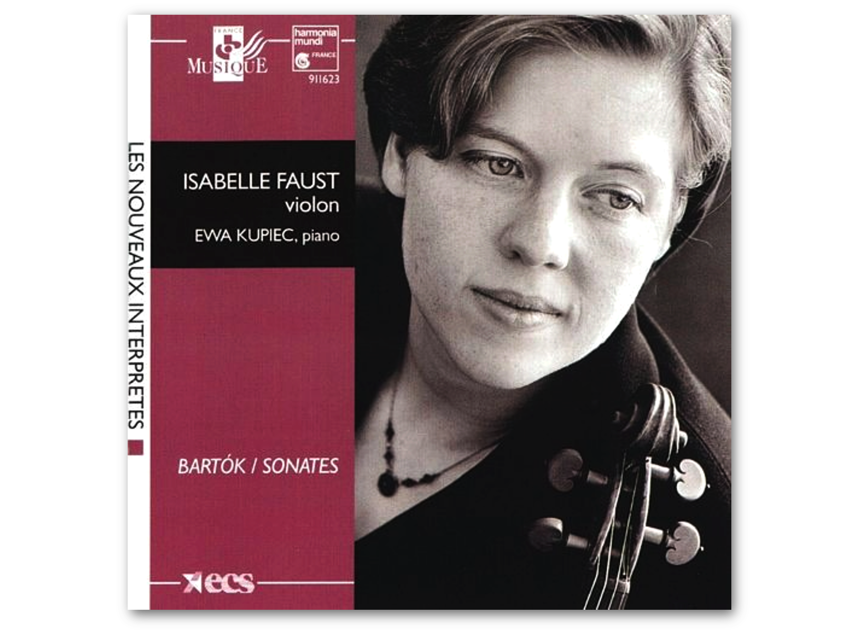 FRANCE
MUSIQUE
harmonia
mundi
FRANCE
911623
LES NOUVEAUX INTERPRETES
ISABELLE FAUST
violon
EWA KUPIEC, piano
BARTÓK / SONATES
ecs